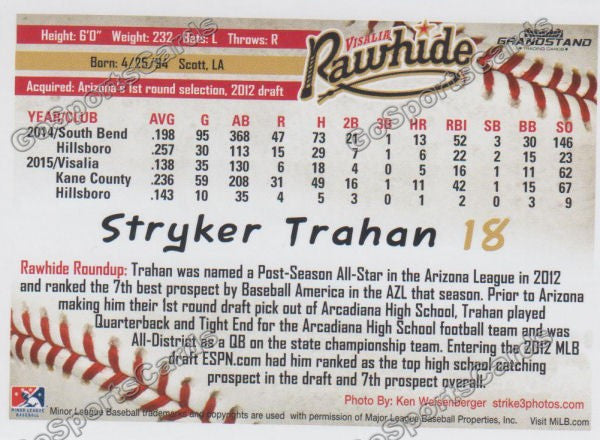 Height: 6'0" Weight: 232 Bats: L Throws: R
Born: 4/25/94 Scott, LA
Acquired: Arizona's 1st round selection, 2012 draft
VISALIA
Rawhide
GRANDSTAND
TRADING CARDS
YEAR/CLUB AVG G AB R H 2B 3B HR RBI SB BB SO
2014/South Bend .198 95 368 47 73 21 1 13 52 3 30 146
Hillsboro .257 30 113 15 29 7 1 6 22 2 15 23
2015/Visalia .138 35 130 6 18 4 0 6 15 1 11 62
Kane County .236 59 208 31 49 16 1 11 42 1 15 67
Hillsboro .143 10 35 4 5 3 0 0 2 0 3 9
Stryker Trahan 18
Rawhide Roundup: Trahan was named a Post-Season All-Star in the Arizona League in 2012
and ranked the 7th best prospect by Baseball America in the AZL that season. Prior to Arizona
making him their 1st round draft pick out of Arcadiana High School, Trahan played
Quarterback and Tight End for the Arcadiana High School football team and was
All-District as a QB on the state championship team. Entering the 2012 MLB
draft ESPN.com had him ranked as the top high school catching
prospect in the draft and 7th prospect overall.
Photo By: Ken Weisenberger strike3photos.com
MINOR LEAGUE
BASEBALL
Minor League Baseball trademarks and copyrights are used with permission of Major League Baseball Properties, Inc. Visit MiLB.com
GoSportsCards